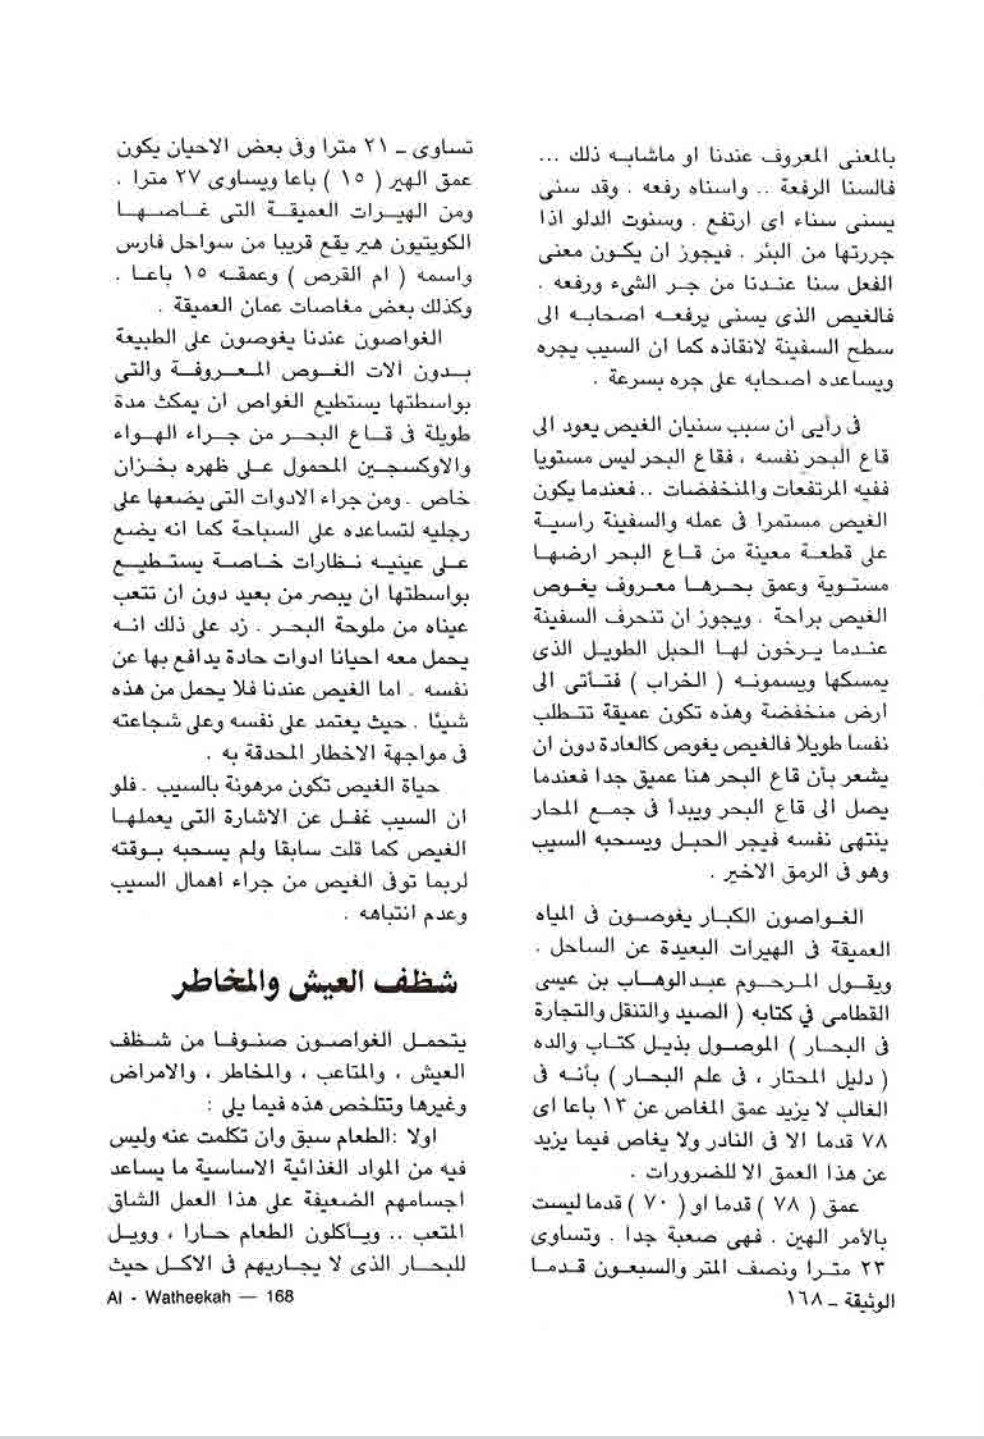 بالمعنى المعروف عندنا او ماشابه ذلك ...
فالسنا الرفعة .. واسناه رفعه . وقد سنى
يسنى سناء اى ارتفع . وسنوت الدلو اذا
جررتها من البئر . فيجوز ان يكون معنى
الفعل سنا عندنا من جر الشىء ورفعه .
فالغيص الذى يسنى يرفعه اصحابه الى
سطح السفينة لانقاذه كما ان السيب يجره
ويساعده اصحابه على جره بسرعة .
فى رأيى ان سبب سنيان الغيص يعود الى
قاع البحر نفسه ، فقاع البحر ليس مستويا
ففيه المرتفعات والمنخفضات .. فعندما يكون
الغيص مستمرا فى عمله والسفينة راسية
على قطعة معينة من قاع البحر ارضها
مستوية وعمق بحرها معروف يغوص
الغيص براحة . ويجوز ان تنحرف السفينة
عندما يرخون لها الحبل الطويل الذى
يمسكها ويسمونه ( الخراب ) فتأتى الى
ارض منخفضة وهذه تكون عميقة تتطلب
نفسا طويلا فالغيص يغوص كالعادة دون ان
يشعر بأن قاع البحر هنا عميق جدا فعندما
يصل الى قاع البحر ويبدأ فى جمع المحار
ينتهى نفسه فيجر الحبل ويسحبه السيب
وهو فى الرمق الاخير .
الغواصون الكبار يغوصون فى المياه
العميقة فى الهيرات البعيدة عن الساحل .
ويقول المرحوم عبدالوهاب بن عيسى
القطامى في كتابه ( الصيد والتنقل والتجارة
فى البحار ) الموصول بذيل كتاب والده
( دليل المحتار ، فى علم البحار ) بأنه فى
الغالب لا يزيد عمق المغاص عن ١٣ باعا اى
٧٨ قدما الا فى النادر ولا يغاص فيما يزيد
عن هذا العمق الا للضرورات .
عمق ( ٧٨ ) قدما او ( ٧٠ ) قدما ليست
بالأمر الهين . فهى صعبة جدا . وتساوى
٢٣ مترا ونصف المتر والسبعون قدما
تساوى ــ ٢١ مترا وفى بعض الاحيان يكون
عمق الهير ( ١٥ ) باعا ويساوى ٢٧ مترا .
ومن الهيرات العميقة التى غاصها
الكويتيون هير يقع قريبا من سواحل فارس
واسمه ( ام القرص ) وعمقه ١٥ باعا .
وكذلك بعض مغاصات عمان العميقة .
الغواصون عندنا يغوصون على الطبيعة
بدون آلات الغوص المعروفة والتى
بواسطتها يستطيع الغواص ان يمكث مدة
طويلة فى قاع البحر من جراء الهواء
والاوكسجين المحمول على ظهره بخزان
خاص . ومن جراء الادوات التى يضعها على
رجليه لتساعده على السباحة كما انه يضع
على عينيه نظارات خاصة يستطيع
بواسطتها ان يبصر من بعيد دون ان تتعب
عيناه من ملوحة البحر . زد على ذلك انه
يحمل معه احيانا ادوات حادة يدافع بها عن
نفسه . اما الغيص عندنا فلا يحمل من هذه
شيئا . حيث يعتمد على نفسه وعلى شجاعته
فى مواجهة الاخطار المحدقة به .
حياة الغيص تكون مرهونة بالسيب . فلو
ان السيب غفل عن الاشارة التى يعملها
الغيص كما قلت سابقا ولم يسحبه بوقته
لربما توفى الغيص من جراء اهمال السيب
وعدم انتباهه .
شظف العيش والمخاطر
يتحمل الغواصون صنوفا من شظف
العيش ، والمتاعب ، والمخاطر ، والامراض
وغيرها وتتلخص هذه فيما يلى :
اولا : الطعام سبق وان تكلمت عنه وليس
فيه من المواد الغذائية الاساسية ما يساعد
اجسامهم الضعيفة على هذا العمل الشاق
المتعب .. ويأكلون الطعام حارا ، وويل
للبحار الذى لا يجاريهم فى الاكل حيث
الوثيقة ــ ١٦٨
Al - Watheekah — 168